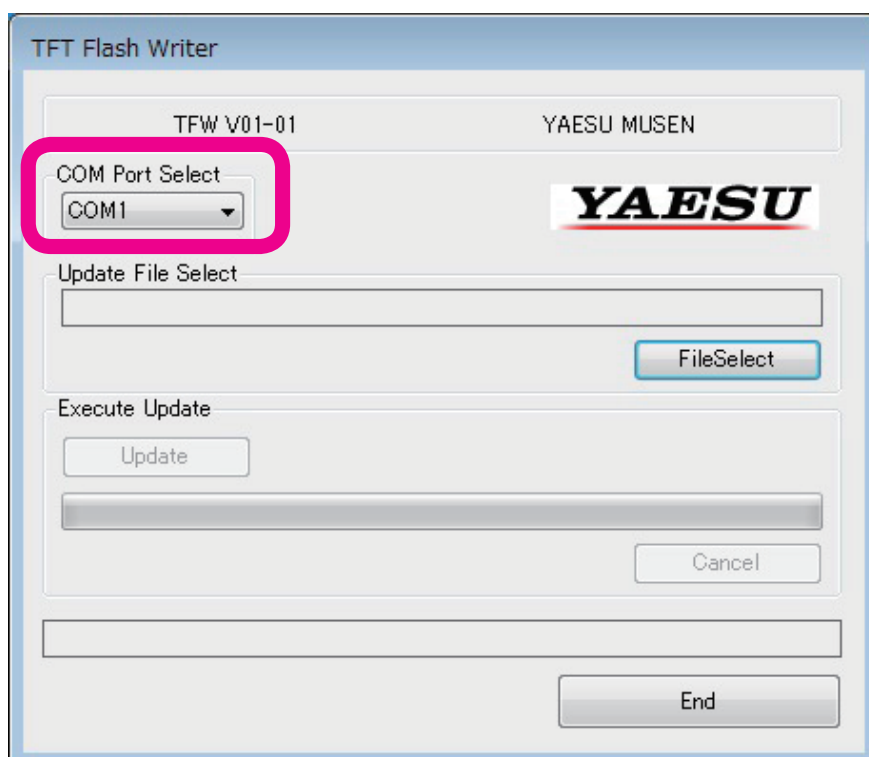 TFT Flash Writer
TFW V01-01 YAESU MUSEN
COM Port Select
COM1
YAESU
Update File Select
FileSelect
Execute Update
Update
Cancel
End